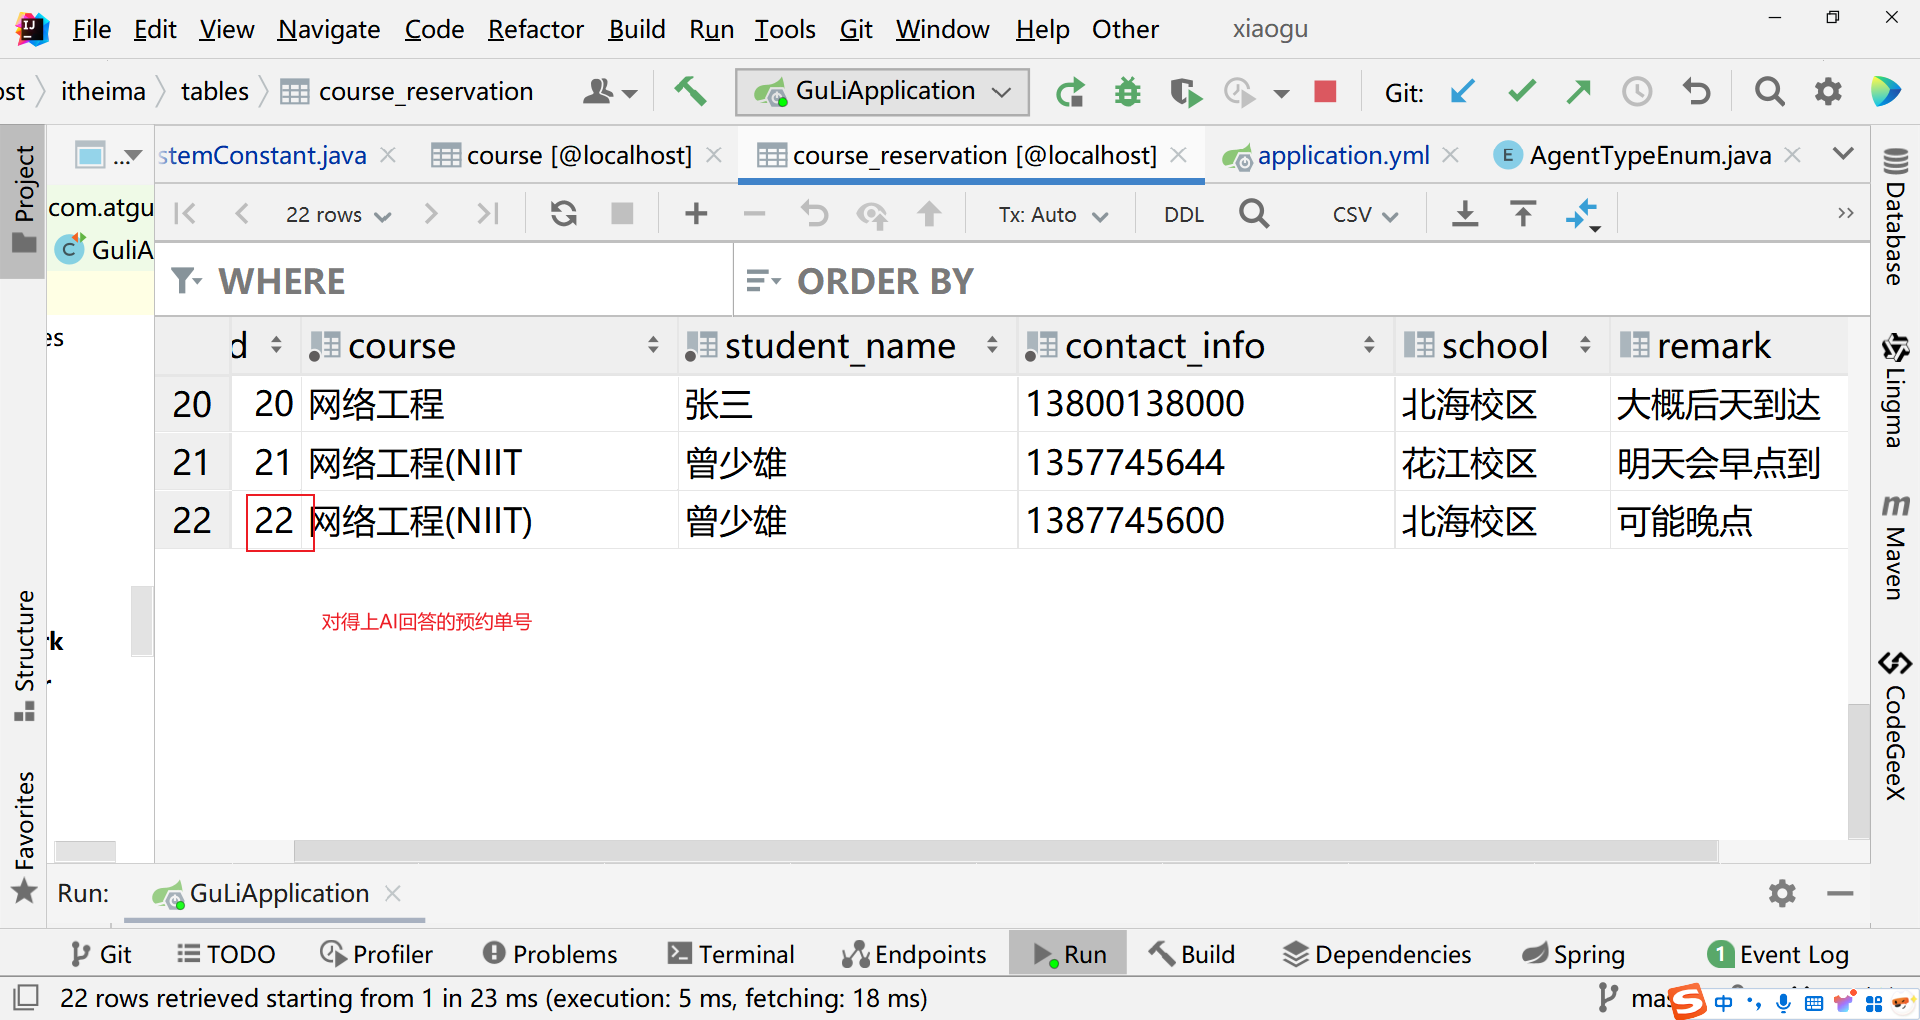 File Edit View Navigate Code Refactor Build Run Tools Git Window Help Other xiaogu
ost itheima tables course_reservation GuLiApplication Git:
Project ... stemConstant.java course [@localhost] course_reservation [@localhost] application.yml AgentTypeEnum.java
com.atgu 22 rows Tx: Auto DDL CSV
GuliA
WHERE ORDER BY
es
d course student_name contact_info school remark
20 20 网络工程 张三 13800138000 北海校区 大概后天到达
21 21 网络工程(NIIT 曾少雄 1357745644 花江校区 明天会早点到
22 22 网络工程(NIIT) 曾少雄 1387745600 北海校区 可能晚点
对得上AI回答的预约单号
rk
r
Structure
Favorites
Database
Lingma
Maven
CodeGeeX
Run: GuLiApplication
Git TODO Profiler Problems Terminal Endpoints Run Build Dependencies Spring 1 Event Log
22 rows retrieved starting from 1 in 23 ms (execution: 5 ms, fetching: 18 ms) mas 中